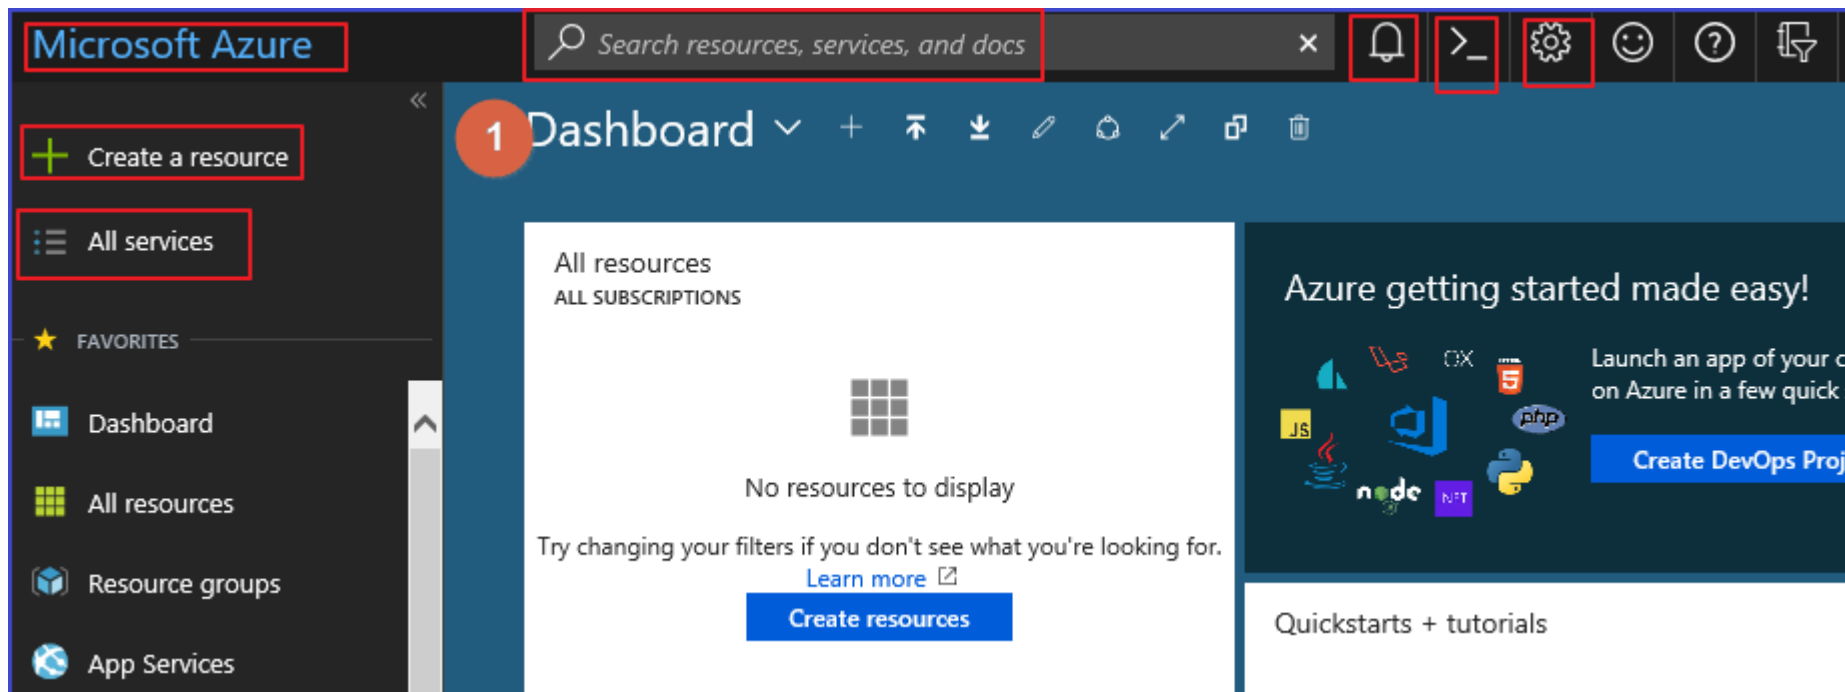 Microsoft Azure
Search resources, services, and docs
Create a resource
All services
FAVORITES
Dashboard
All resources
Resource groups
App Services
1
Dashboard
All resources
ALL SUBSCRIPTIONS
No resources to display
Try changing your filters if you don't see what you're looking for.
Learn more
Create resources
Azure getting started made easy!
Launch an app of your c
on Azure in a few quick
Create DevOps Proj
JS
5
php
node
Quickstarts + tutorials